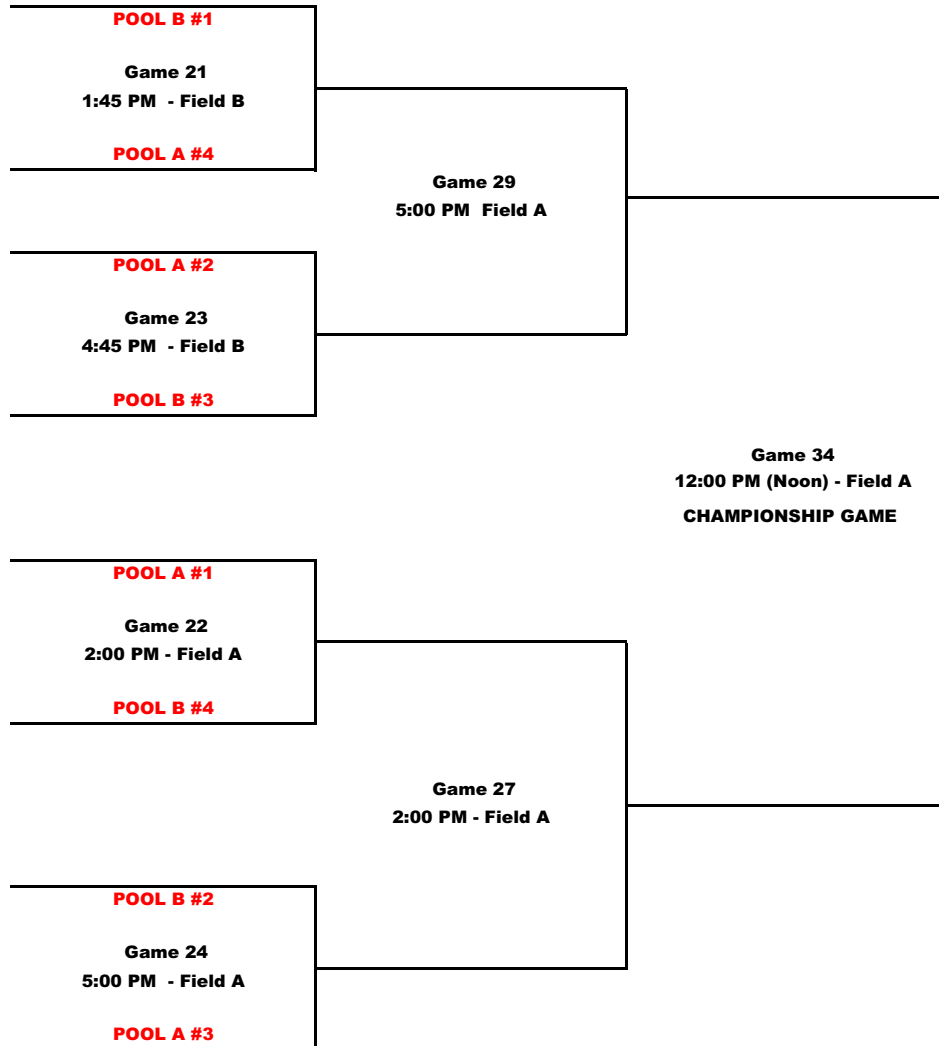 POOL B #1
Game 21
1:45 PM  - Field B
POOL A #4
Game 29
5:00 PM  Field A
POOL A #2
Game 23
4:45 PM  - Field B
POOL B #3
Game 34
12:00 PM (Noon) - Field A
CHAMPIONSHIP GAME
POOL A #1
Game 22
2:00 PM - Field A
POOL B #4
Game 27
2:00 PM - Field A
POOL B #2
Game 24
5:00 PM  - Field A
POOL A #3